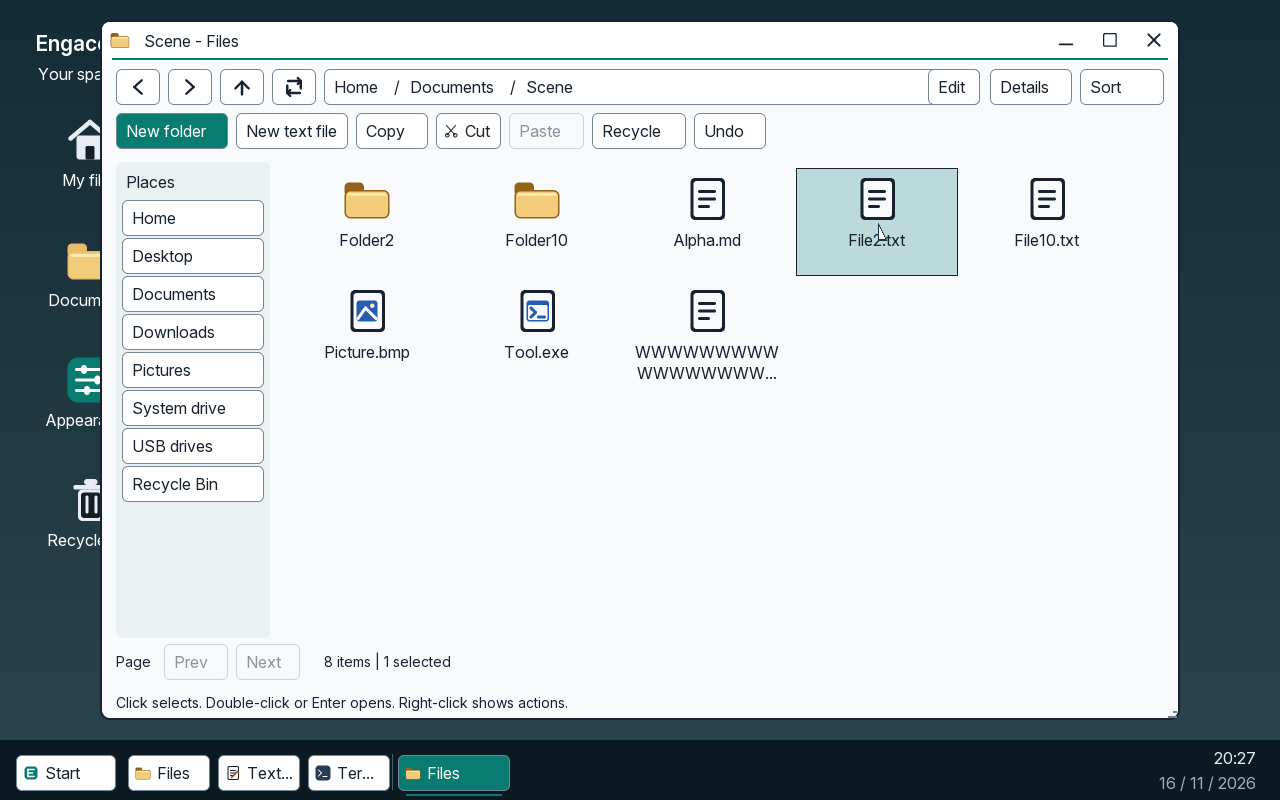 Engac
Your spa
My fil
Docum
Appeara
Recycle
Scene - Files
Home / Documents / Scene
Edit
Details
Sort
New folder
New text file
Copy
Cut
Paste
Recycle
Undo
Places
Home
Desktop
Documents
Downloads
Pictures
System drive
USB drives
Recycle Bin
Folder2
Folder10
Alpha.md
File2.txt
File10.txt
Picture.bmp
Tool.exe
WWWWWWWWW
WWWWWWWW...
Page
Prev
Next
8 items | 1 selected
Click selects. Double-click or Enter opens. Right-click shows actions.
Start
Files
Text...
Ter...
Files
20:27
16 / 11 / 2026